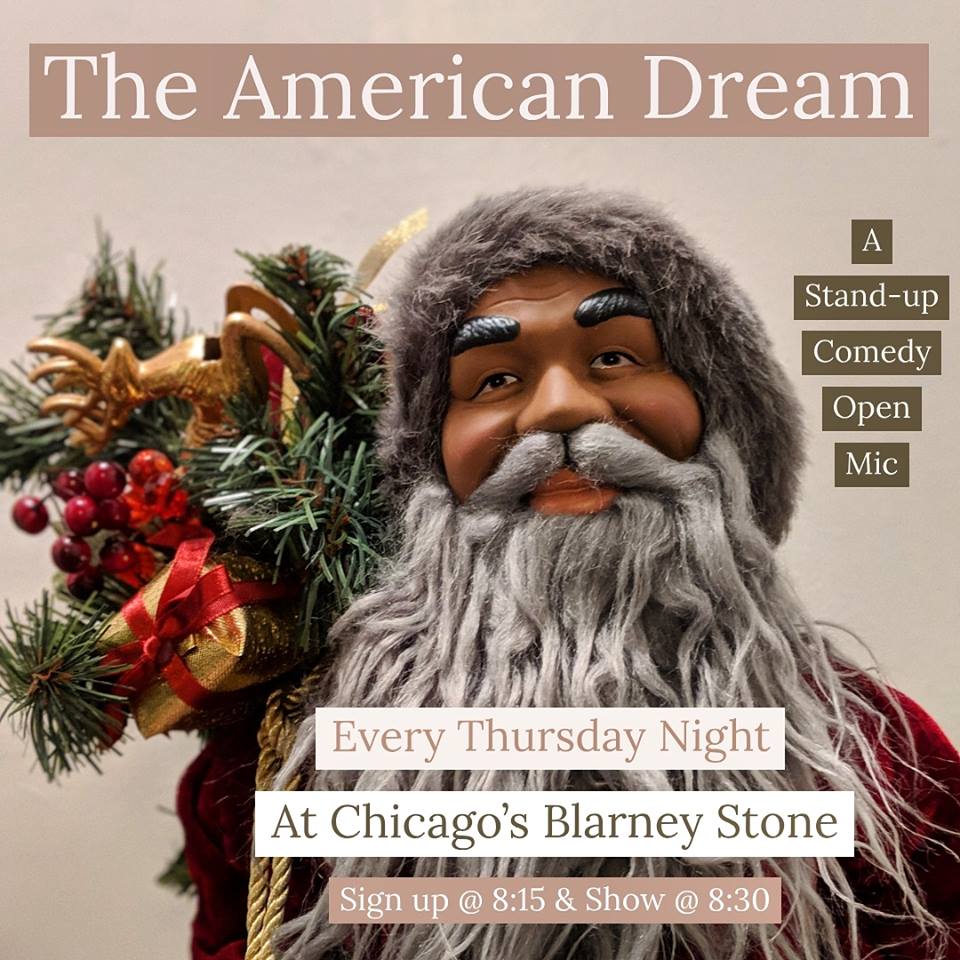 The American Dream
A
Stand-up
Comedy
Open
Mic
Every Thursday Night
At Chicago’s Blarney Stone
Sign up @ 8:15 & Show @ 8:30